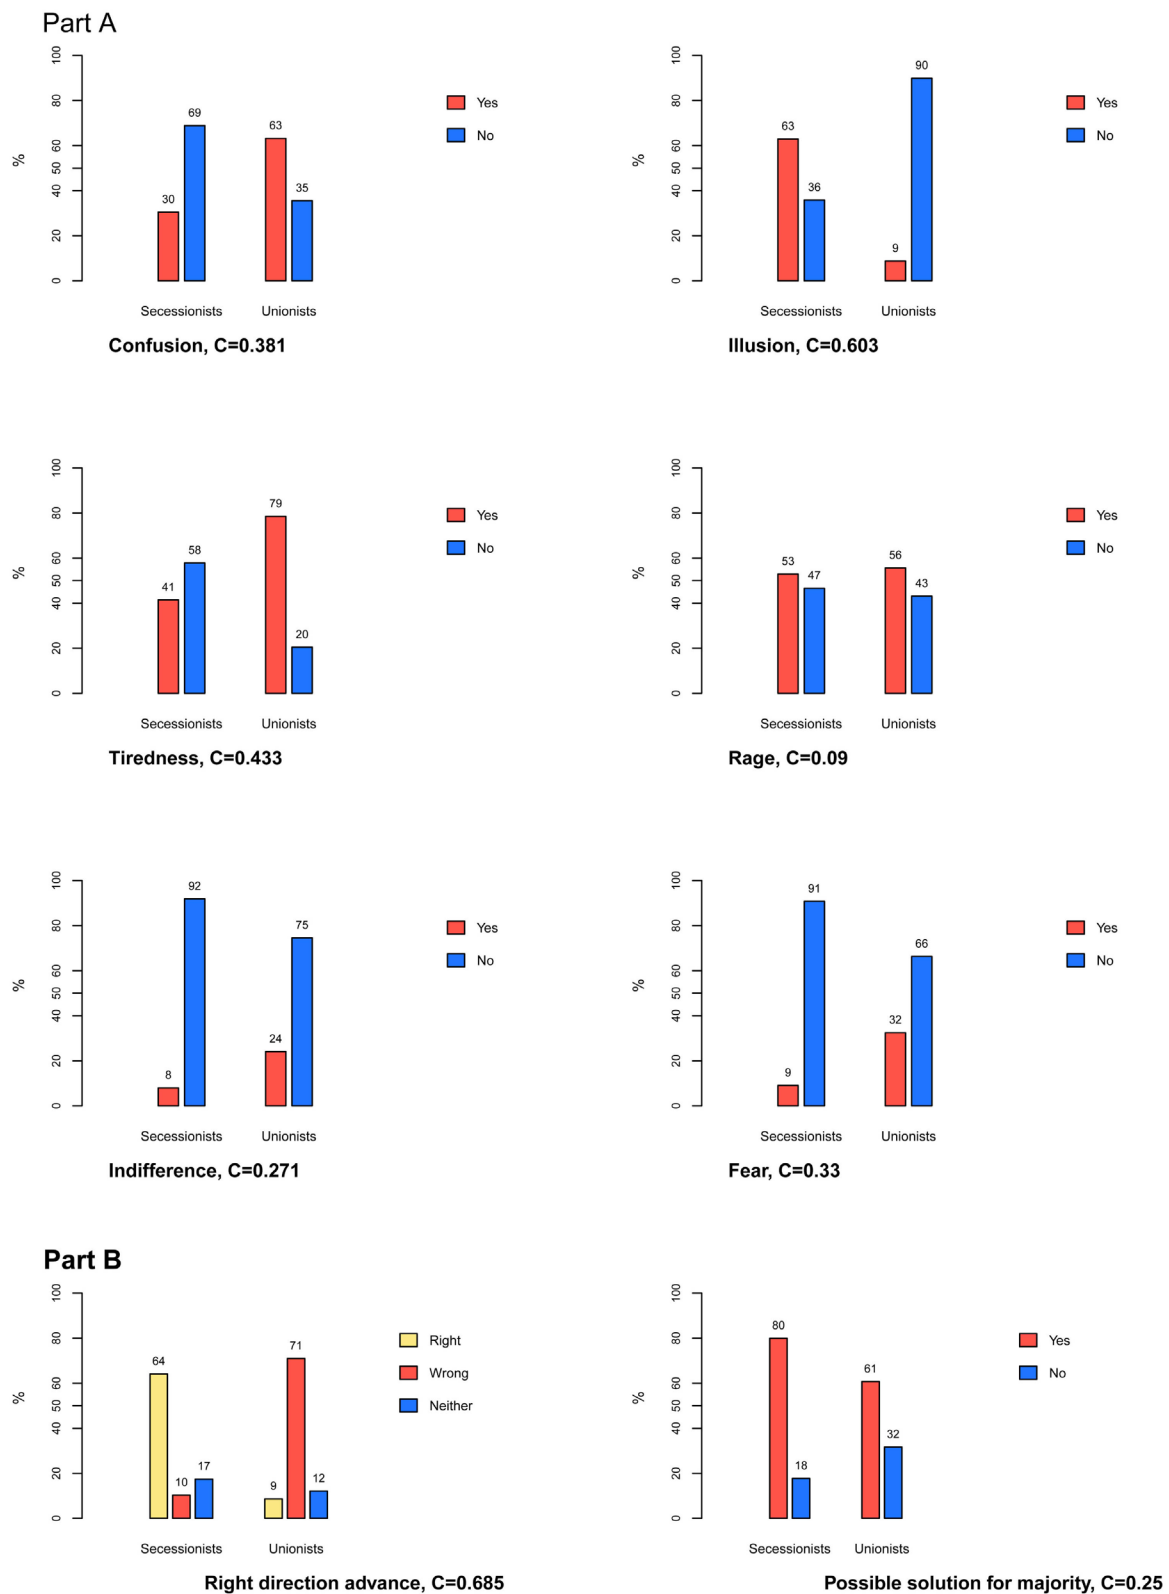 Part A
100
80
60
50
40
20
0
%
30
69
63
35
Secessionists
Unionists
Yes
No
Confusion, C=0.381
100
80
60
50
40
20
0
%
63
36
9
90
Secessionists
Unionists
Yes
No
Illusion, C=0.603
100
80
60
50
40
20
0
%
41
58
79
20
Secessionists
Unionists
Yes
No
Tiredness, C=0.433
100
80
60
50
40
20
0
%
53
47
56
43
Secessionists
Unionists
Yes
No
Rage, C=0.09
100
80
60
50
40
20
0
%
8
92
24
75
Secessionists
Unionists
Yes
No
Indifference, C=0.271
100
80
60
50
40
20
0
%
9
91
32
66
Secessionists
Unionists
Yes
No
Fear, C=0.33
Part B
100
80
60
50
40
20
0
%
64
10
17
9
71
12
Secessionists
Unionists
Right
Wrong
Neither
Right direction advance, C=0.685
100
80
60
50
40
20
0
%
80
18
61
32
Secessionists
Unionists
Yes
No
Possible solution for majority, C=0.25